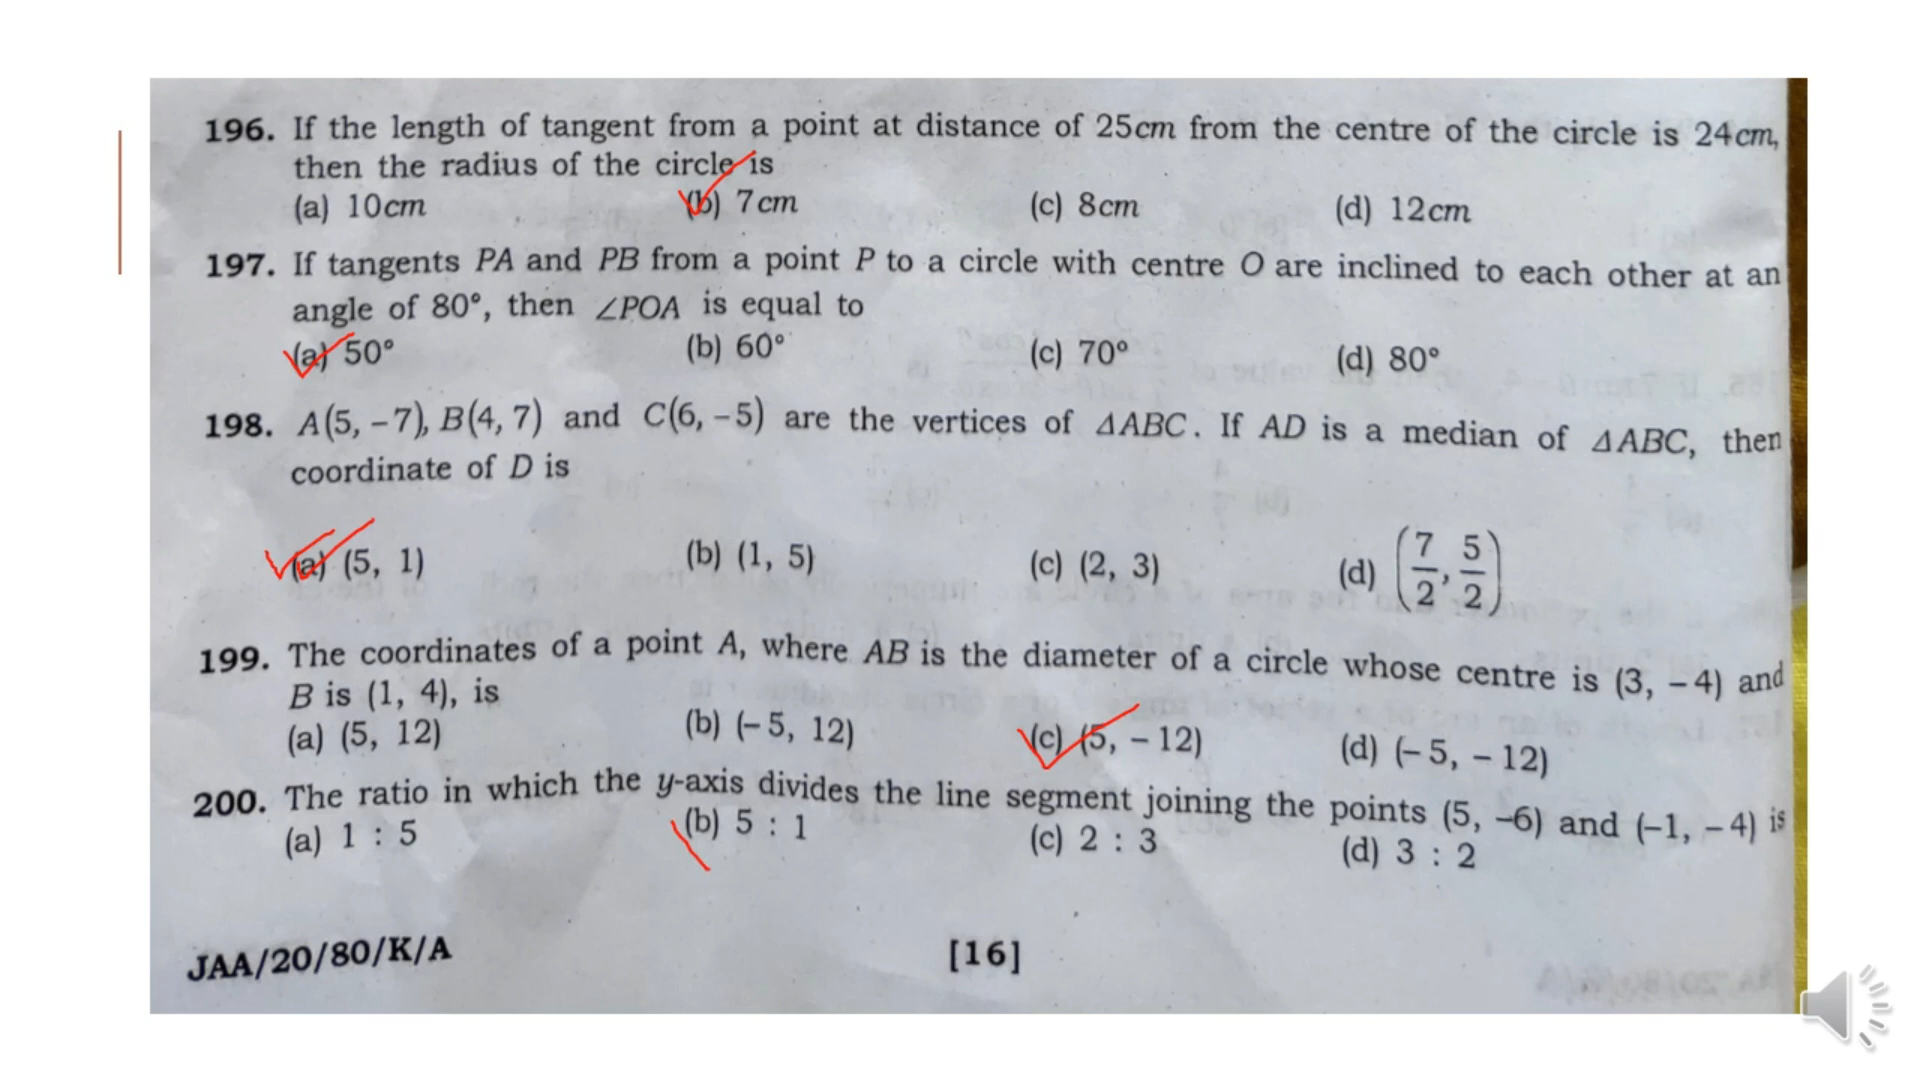 196. If the length of tangent from a point at distance of 25cm from the centre of the circle is 24cm,
then the radius of the circle is
(a) 10cm (b) 7cm (c) 8cm (d) 12cm
197. If tangents PA and PB from a point P to a circle with centre O are inclined to each other at an
angle of 80°, then ∠POA is equal to
(a) 50° (b) 60° (c) 70° (d) 80°
198. A(5, –7), B(4, 7) and C(6, –5) are the vertices of ΔABC. If AD is a median of ΔABC, then
coordinate of D is
(a) (5, 1) (b) (1, 5) (c) (2, 3) (d) (7/2, 5/2)
199. The coordinates of a point A, where AB is the diameter of a circle whose centre is (3, –4) and
B is (1, 4), is
(a) (5, 12) (b) (–5, 12) (c) (5, –12) (d) (–5, –12)
200. The ratio in which the y-axis divides the line segment joining the points (5, –6) and (–1, –4) is
(a) 1 : 5 (b) 5 : 1 (c) 2 : 3 (d) 3 : 2
JAA/20/80/K/A [16]